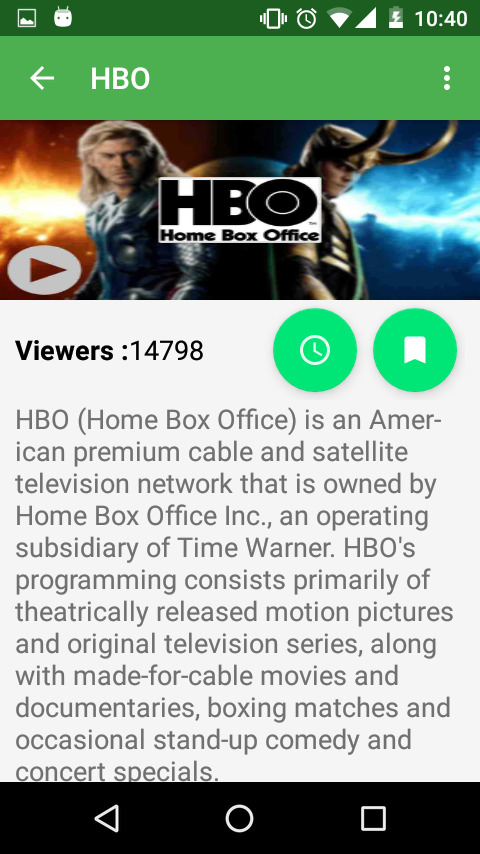 10:40
HBO
HBO
Home Box Office
Viewers :14798
HBO (Home Box Office) is an Amer-
ican premium cable and satellite
television network that is owned by
Home Box Office Inc., an operating
subsidiary of Time Warner. HBO's
programming consists primarily of
theatrically released motion pictures
and original television series, along
with made-for-cable movies and
documentaries, boxing matches and
occasional stand-up comedy and
concert specials.